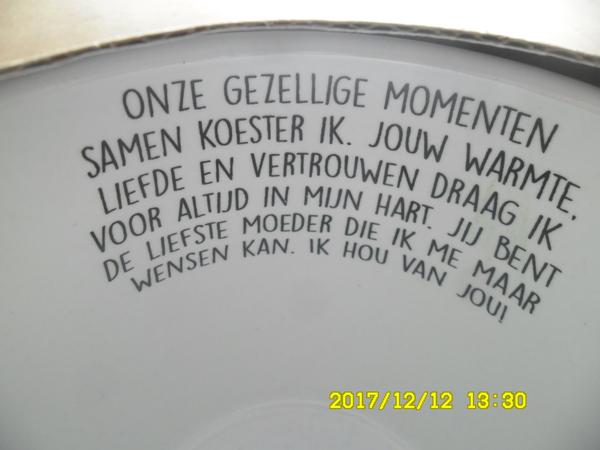 ONZE GEZELLIGE MOMENTEN
SAMEN KOESTER IK. JOUW WARMTE,
LIEFDE EN VERTROUWEN DRAAG IK
VOOR ALTIJD IN MIJN HART. JIJ BENT
DE LIEFSTE MOEDER DIE IK ME MAAR
WENSEN KAN. IK HOU VAN JOU!
2017/12/12 13:30